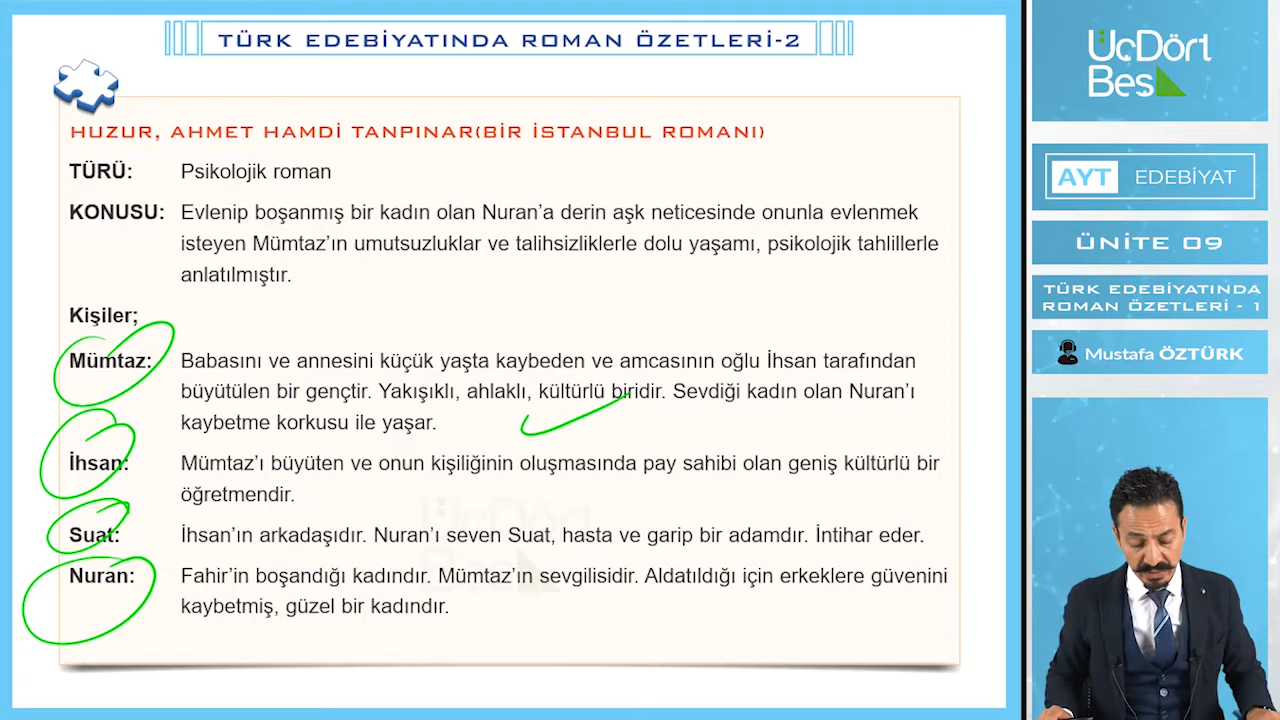 TÜRK EDEBİYATINDA ROMAN ÖZETLERİ-2
HUZUR, AHMET HAMDİ TANPINAR(BİR İSTANBUL ROMANI)
TÜRÜ: Psikolojik roman
KONUSU: Evlenip boşanmış bir kadın olan Nuran’a derin aşk neticesinde onunla evlenmek
isteyen Mümtaz’ın umutsuzluklar ve talihsizliklerle dolu yaşamı, psikolojik tahlillerle
anlatılmıştır.
Kişiler;
Mümtaz: Babasını ve annesini küçük yaşta kaybeden ve amcasının oğlu İhsan tarafından
büyütülen bir gençtir. Yakışıklı, ahlaklı, kültürlü biridir. Sevdiği kadın olan Nuran’ı
kaybetme korkusu ile yaşar.
İhsan: Mümtaz’ı büyüten ve onun kişiliğinin oluşmasında pay sahibi olan geniş kültürlü bir
öğretmendir.
Suat: İhsan’ın arkadaşıdır. Nuran’ı seven Suat, hasta ve garip bir adamdır. İntihar eder.
Nuran: Fahir’in boşandığı kadındır. Mümtaz’ın sevgilisidir. Aldatıldığı için erkeklere güvenini
kaybetmiş, güzel bir kadındır.
ÜçDört
Beş
ÜçDört
Beş
AYT EDEBİYAT
ÜNİTE 09
TÜRK EDEBİYATINDA
ROMAN ÖZETLERİ - 1
Mustafa ÖZTÜRK